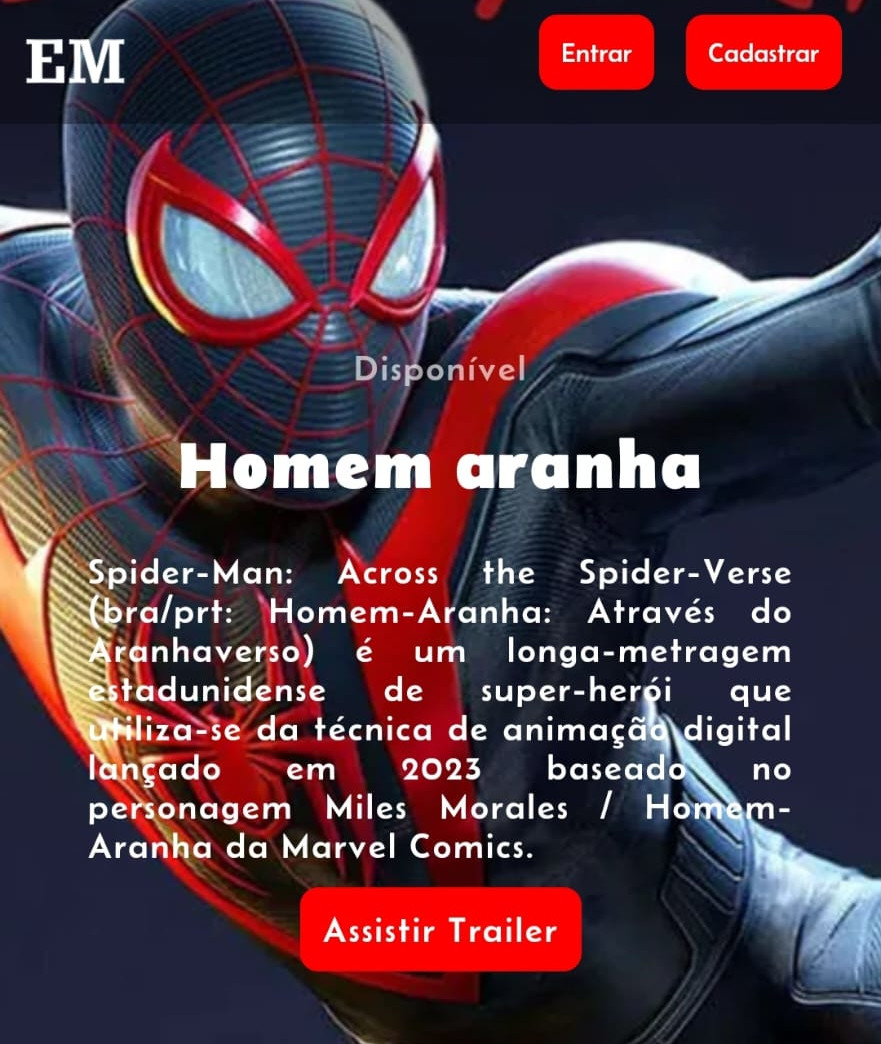 EM
Entrar
Cadastrar
Disponível
Homem aranha
Spider-Man: Across the Spider-Verse
(bra/prt: Homem-Aranha: Através do
Aranhaverso) é um longa-metragem
estadunidense de super-herói que
utiliza-se da técnica de animação digital
lançado em 2023 baseado no
personagem Miles Morales / Homem-
Aranha da Marvel Comics.
Assistir Trailer